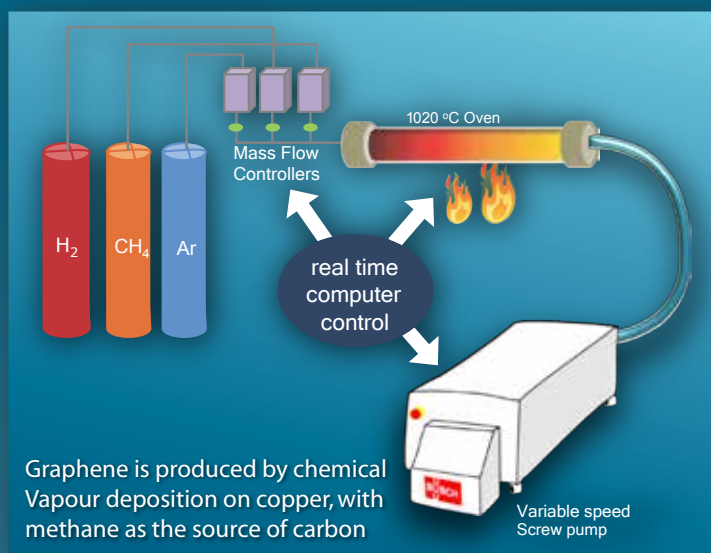 1020 °C Oven
Mass Flow
Controllers
H₂
CH₄
Ar
real time
computer
control
BUSCH
Graphene is produced by chemical
Vapour deposition on copper, with
methane as the source of carbon
Variable speed
Screw pump